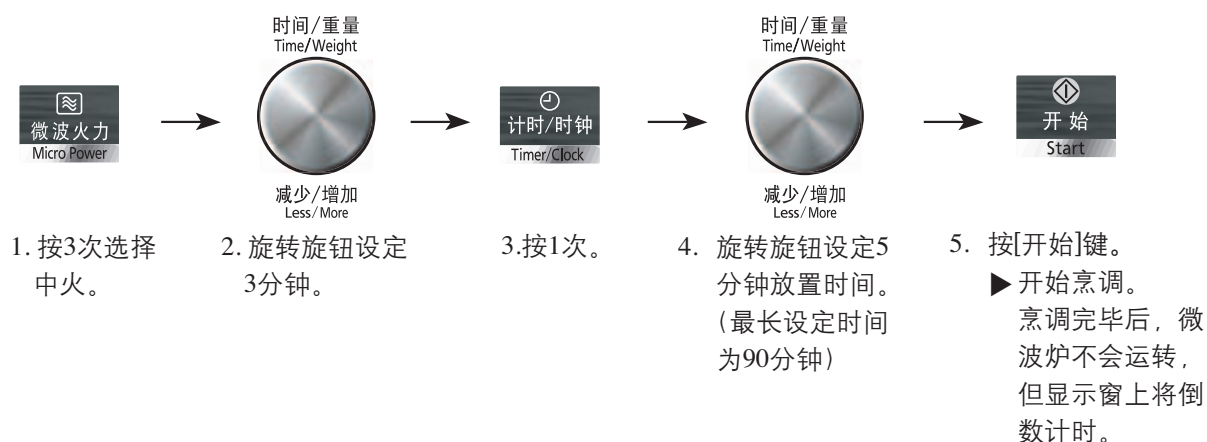 时间/重量
Time/Weight
减少/增加
Less/More
微波火力
Micro Power
计时/时钟
Timer/Clock
时间/重量
Time/Weight
减少/增加
Less/More
开始
Start
1. 按3次选择
中火。
2. 旋转旋钮设定
3分钟。
3.按1次。
4. 旋转旋钮设定5
分钟放置时间。
(最长设定时间
为90分钟)
5. 按[开始]键。
▶开始烹调。
烹调完毕后，微
波炉不会运转，
但显示窗上将倒
数计时。